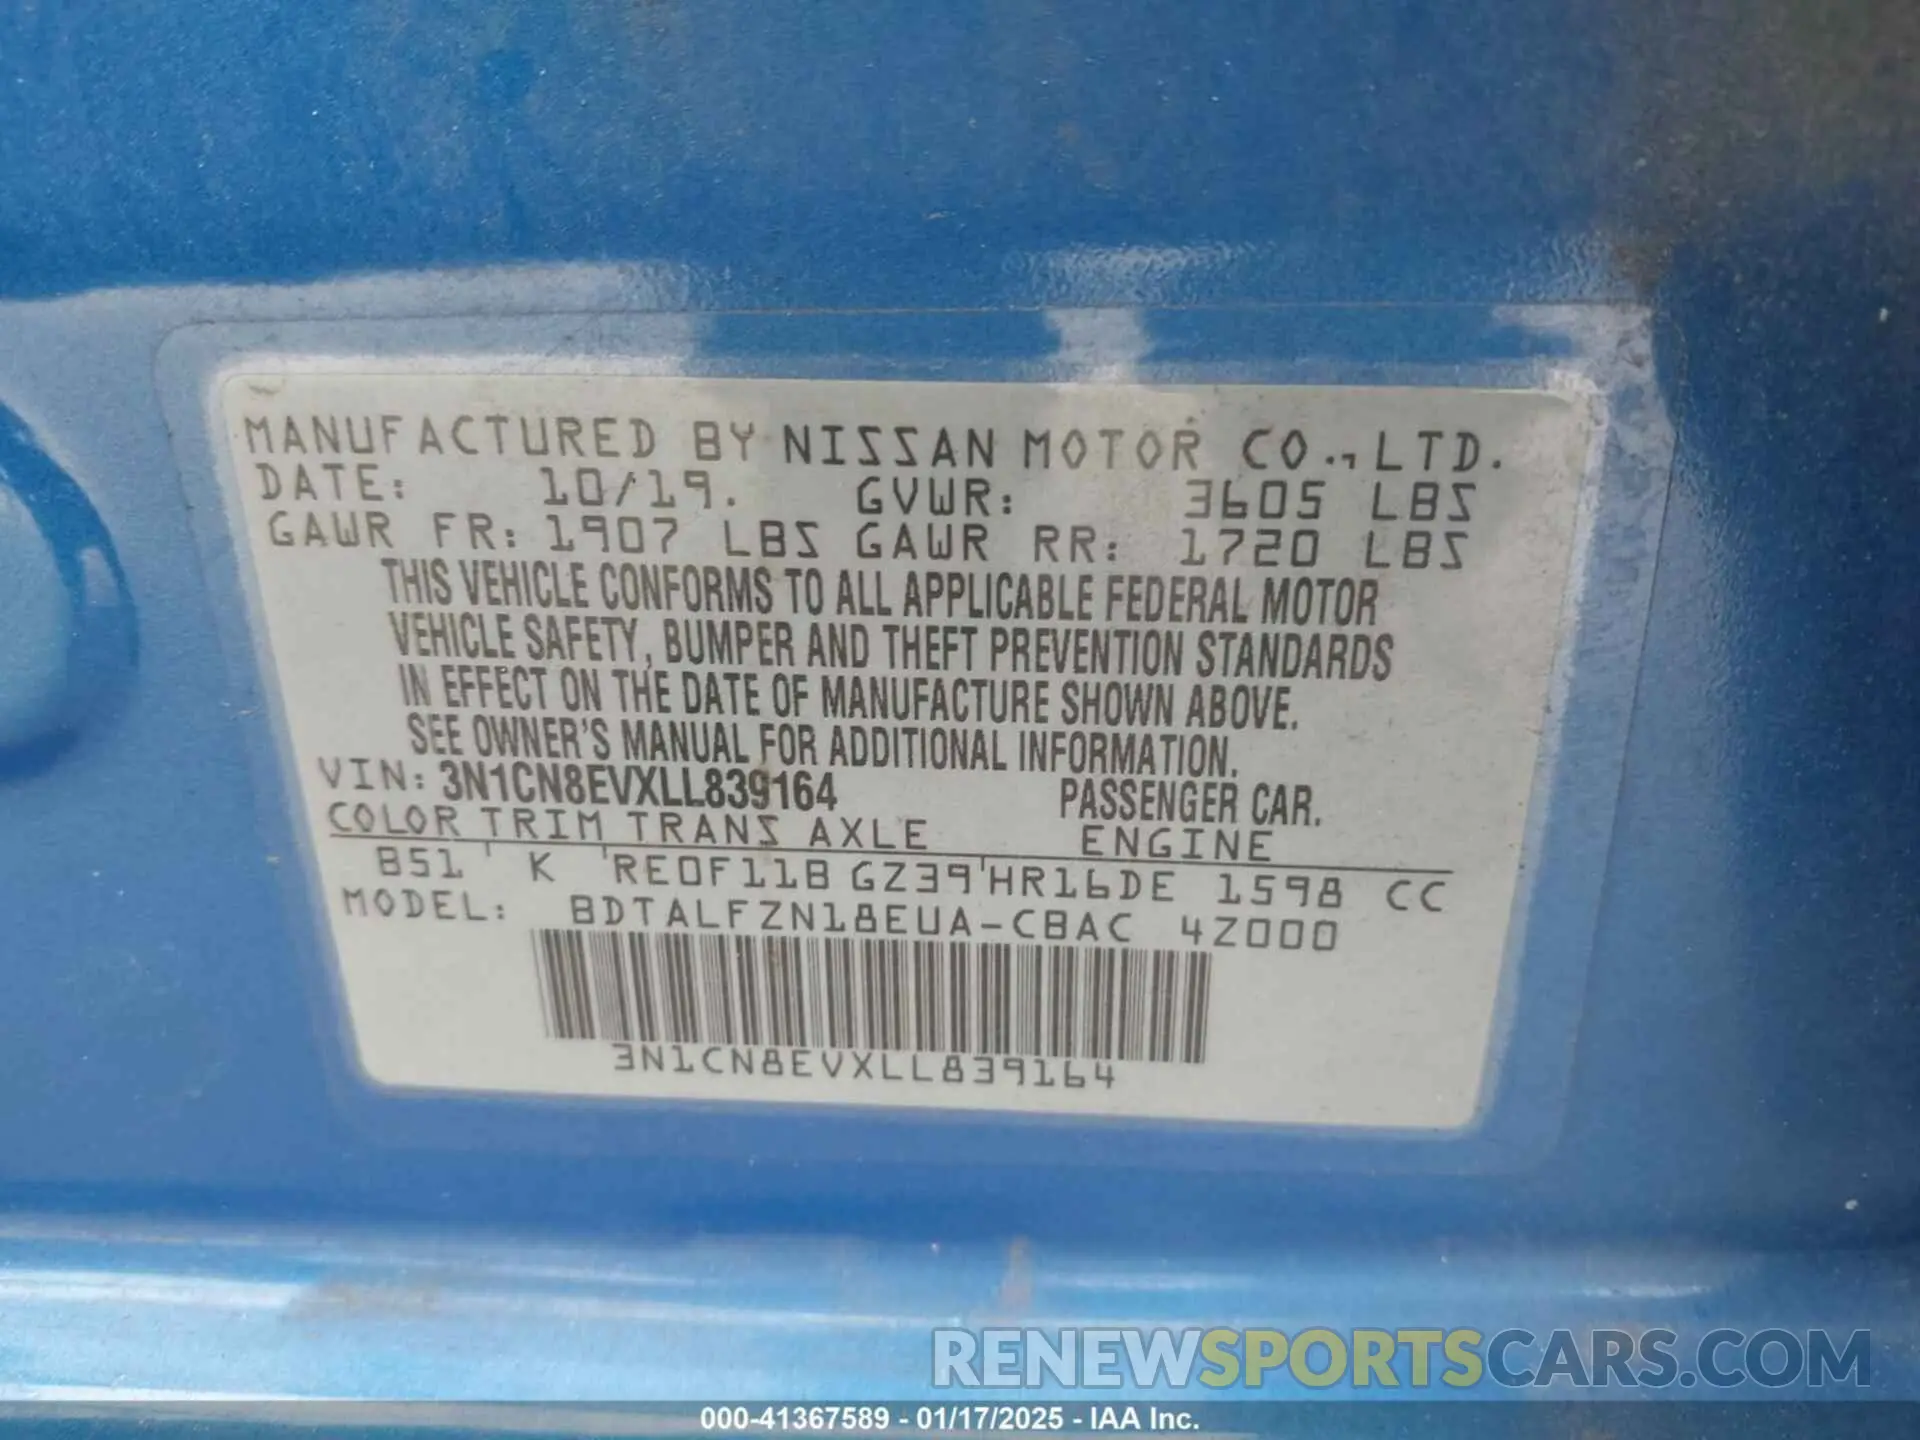 MANUFACTURED BY NISSAN MOTOR CO., LTD.
DATE: 10/19. GVWR: 3605 LBS
GAWR FR: 1907 LBS GAWR RR: 1720 LBS
THIS VEHICLE CONFORMS TO ALL APPLICABLE FEDERAL MOTOR
VEHICLE SAFETY, BUMPER AND THEFT PREVENTION STANDARDS
IN EFFECT ON THE DATE OF MANUFACTURE SHOWN ABOVE.
SEE OWNER'S MANUAL FOR ADDITIONAL INFORMATION.
VIN: 3N1CN8EVXLL839164 PASSENGER CAR.
COLOR TRIM TRANS AXLE ENGINE
B51 K RE0F11B GZ39 HR16DE 1598 CC
MODEL: BDTALFZN18EUA-CBAC 4Z000
3N1CN8EVXLL839164
RENEWSPORTSCARS.COM
000-41367589 - 01/17/2025 - IAA Inc.